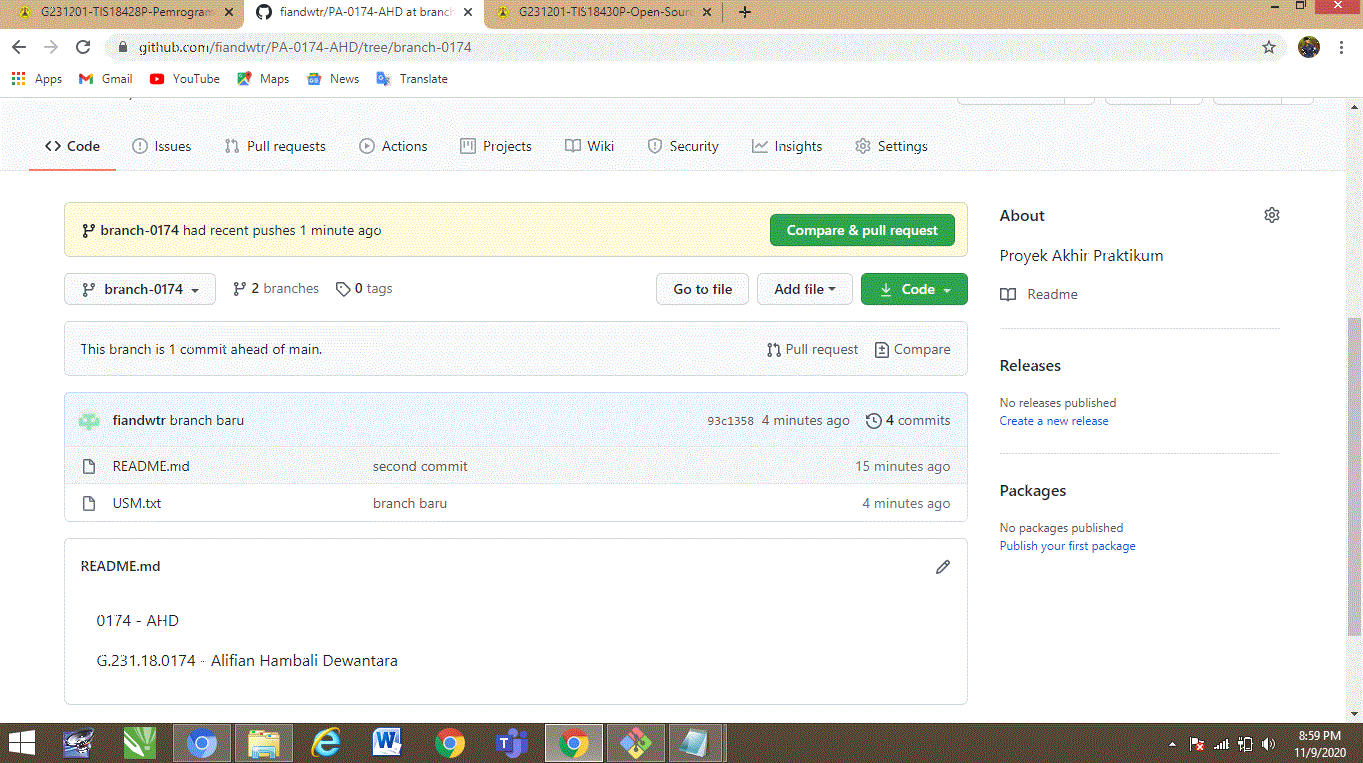 G231201-TIS18428P-Pemrogram
fiandwtr/PA-0174-AHD at branch
G231201-TIS18430P-Open-Sour
github.com/fiandwtr/PA-0174-AHD/tree/branch-0174
Apps Gmail YouTube Maps News Translate
Code Issues Pull requests Actions Projects Wiki Security Insights Settings
branch-0174 had recent pushes 1 minute ago
Compare & pull request
branch-0174 2 branches 0 tags
Go to file Add file Code
This branch is 1 commit ahead of main.
Pull request Compare
fiandwtr branch baru 93c1358 4 minutes ago 4 commits
README.md second commit 15 minutes ago
USM.txt branch baru 4 minutes ago
README.md
0174 - AHD
G.231.18.0174 - Alifian Hambali Dewantara
About
Proyek Akhir Praktikum
Readme
Releases
No releases published
Create a new release
Packages
No packages published
Publish your first package
8:59 PM
11/9/2020